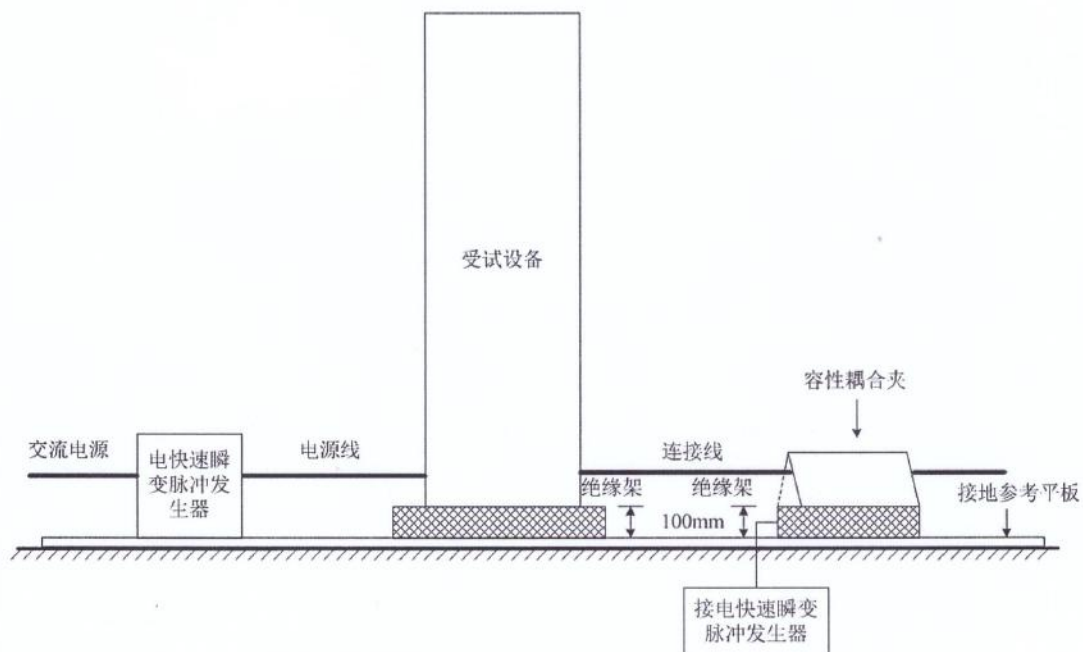 受试设备
容性耦合夹
交流电源
电快速瞬
变脉冲发
生器
电源线
连接线
绝缘架
绝缘架
100mm
接地参考平板
接电快速瞬变
脉冲发生器